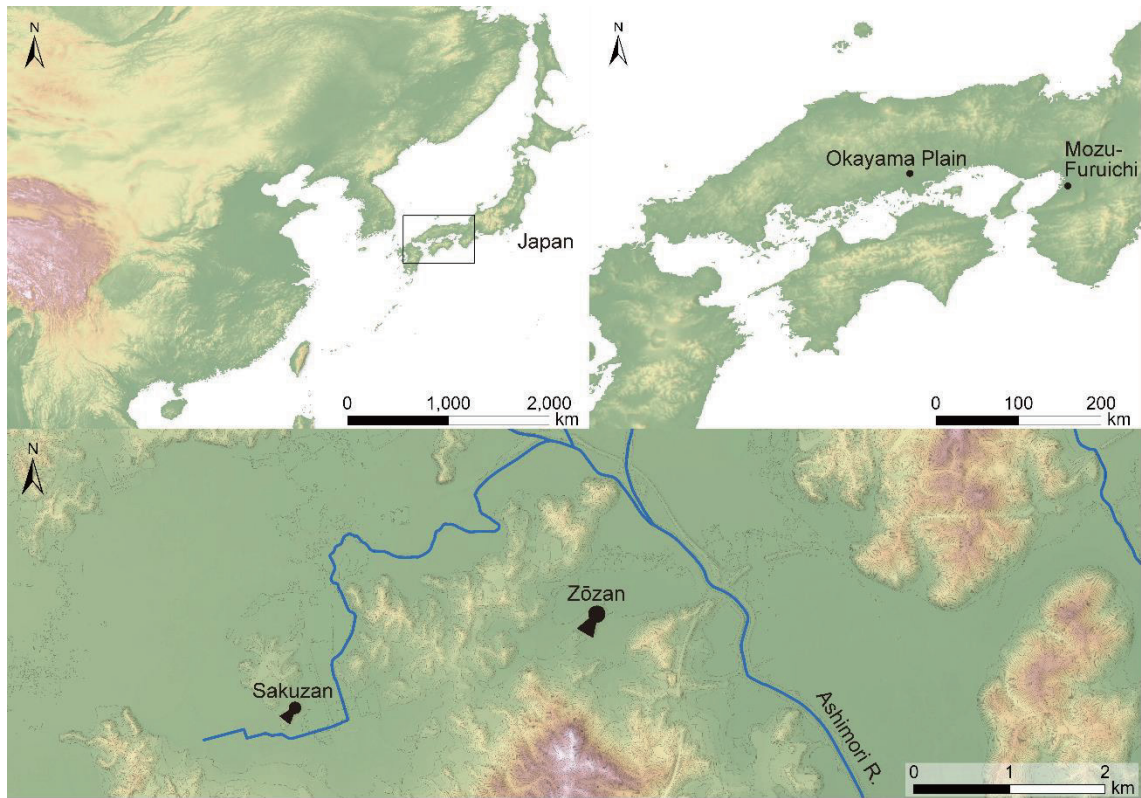 N
Japan
0 1,000 2,000
km
N
Okayama Plain
Mozu-
Furuichi
0 100 200
km
N
Zōzan
Sakuzan
Ashimori R.
0 1 2
km